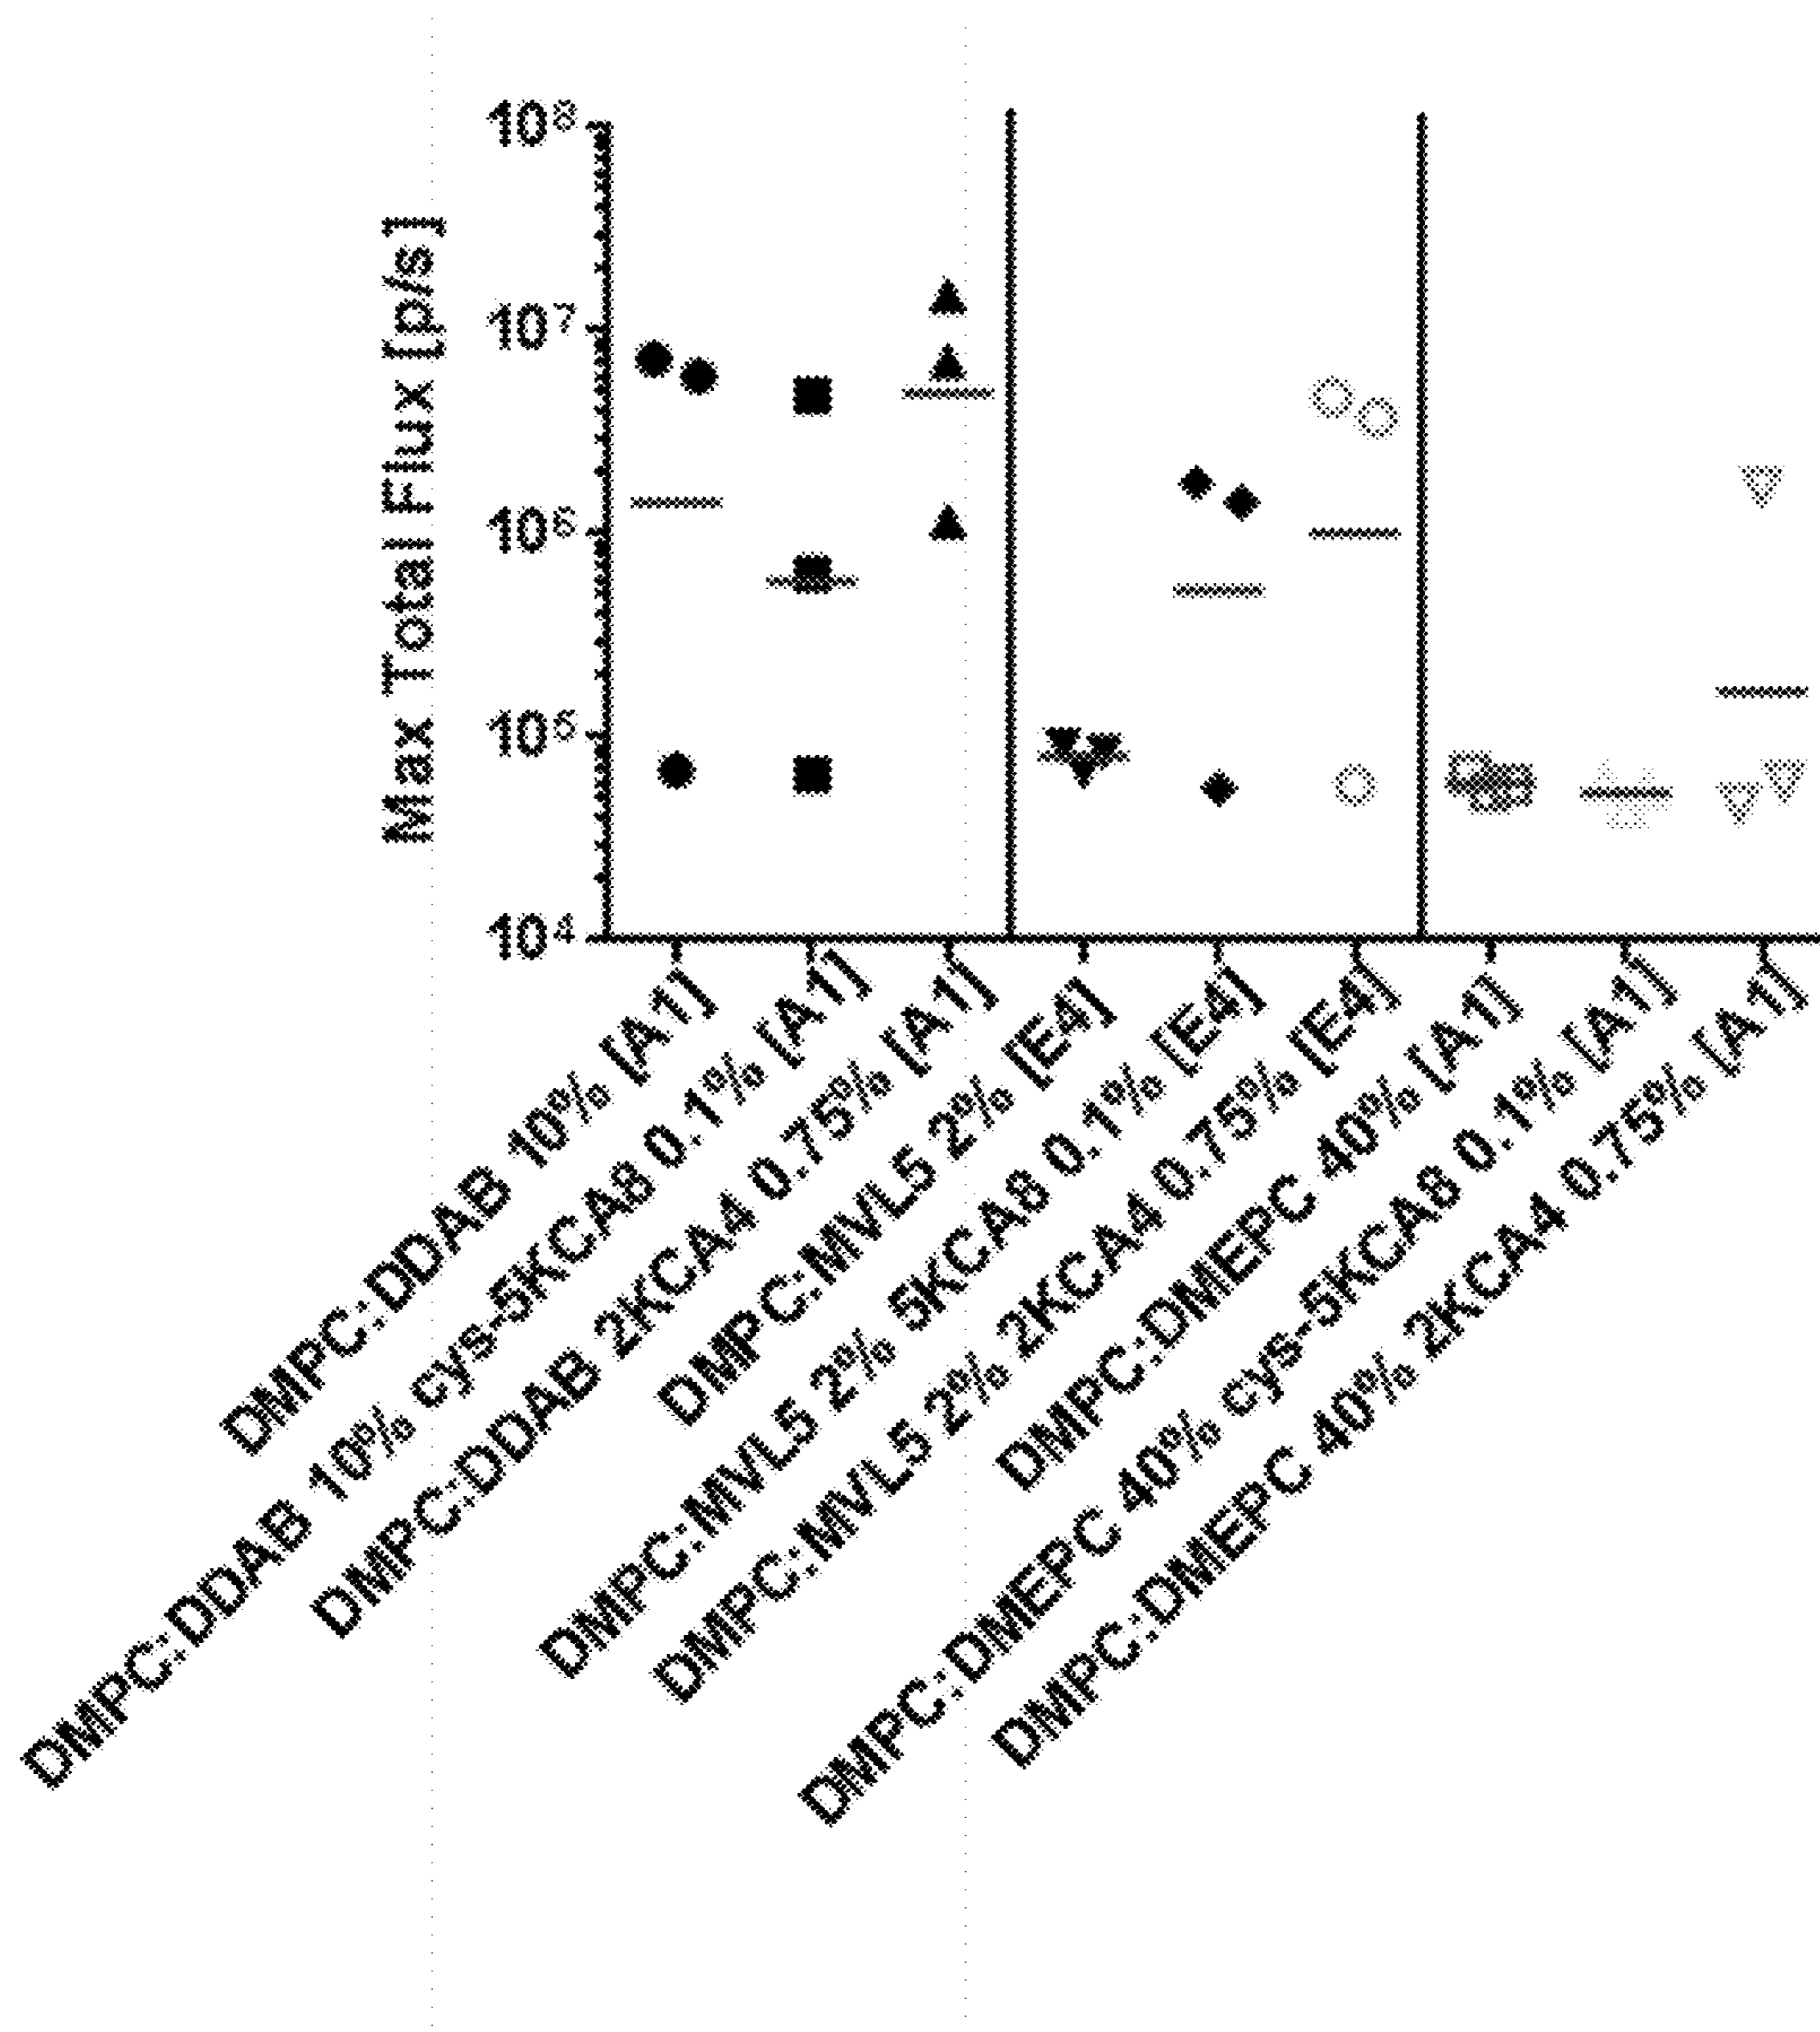 Max Total Flux [p/s]
10⁸
10⁷
10⁶
10⁵
10⁴
DMPC:DDAB 10% [A1]
DMPC:DDAB 10% cys-5KCA8 0.1% [A1]
DMPC:DDAB 2KCA4 0.75% [A1]
DMPC:MVL5 2% [E4]
DMPC:MVL5 2% 5KCA8 0.1% [E4]
DMPC:MVL5 2% 2KCA4 0.75% [E4]
DMPC:DMEPC 40% [A1]
DMPC:DMEPC 40% cys-5KCA8 0.1% [A1]
DMPC:DMEPC 40% 2KCA4 0.75% [A1]